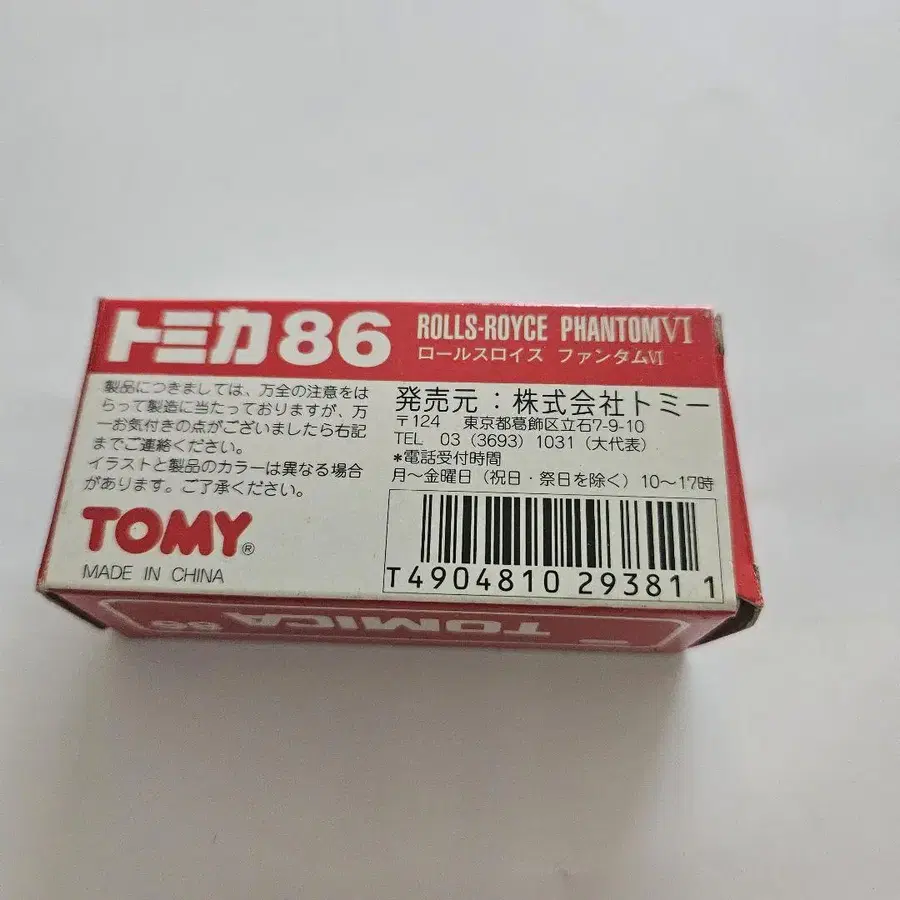 トミカ86
ROLLS-ROYCE PHANTOM VI
ロールスロイズ ファンタム VI
製品につきましては、万全の注意をは
らって製造に当たっておりますが、万
一お気付きの点がございましたら右記
までご連絡ください。
イラストと製品のカラーは異なる場合
があります。ご了承ください。
TOMY®
MADE IN CHINA
発売元：株式会社トミー
〒124 東京都葛飾区立石7-9-10
TEL 03 (3693) 1031 (大代表)
*電話受付時間
月〜金曜日 (祝日・祭日を除く) 10〜17時
T4904810 29381 1
TOMICA 86